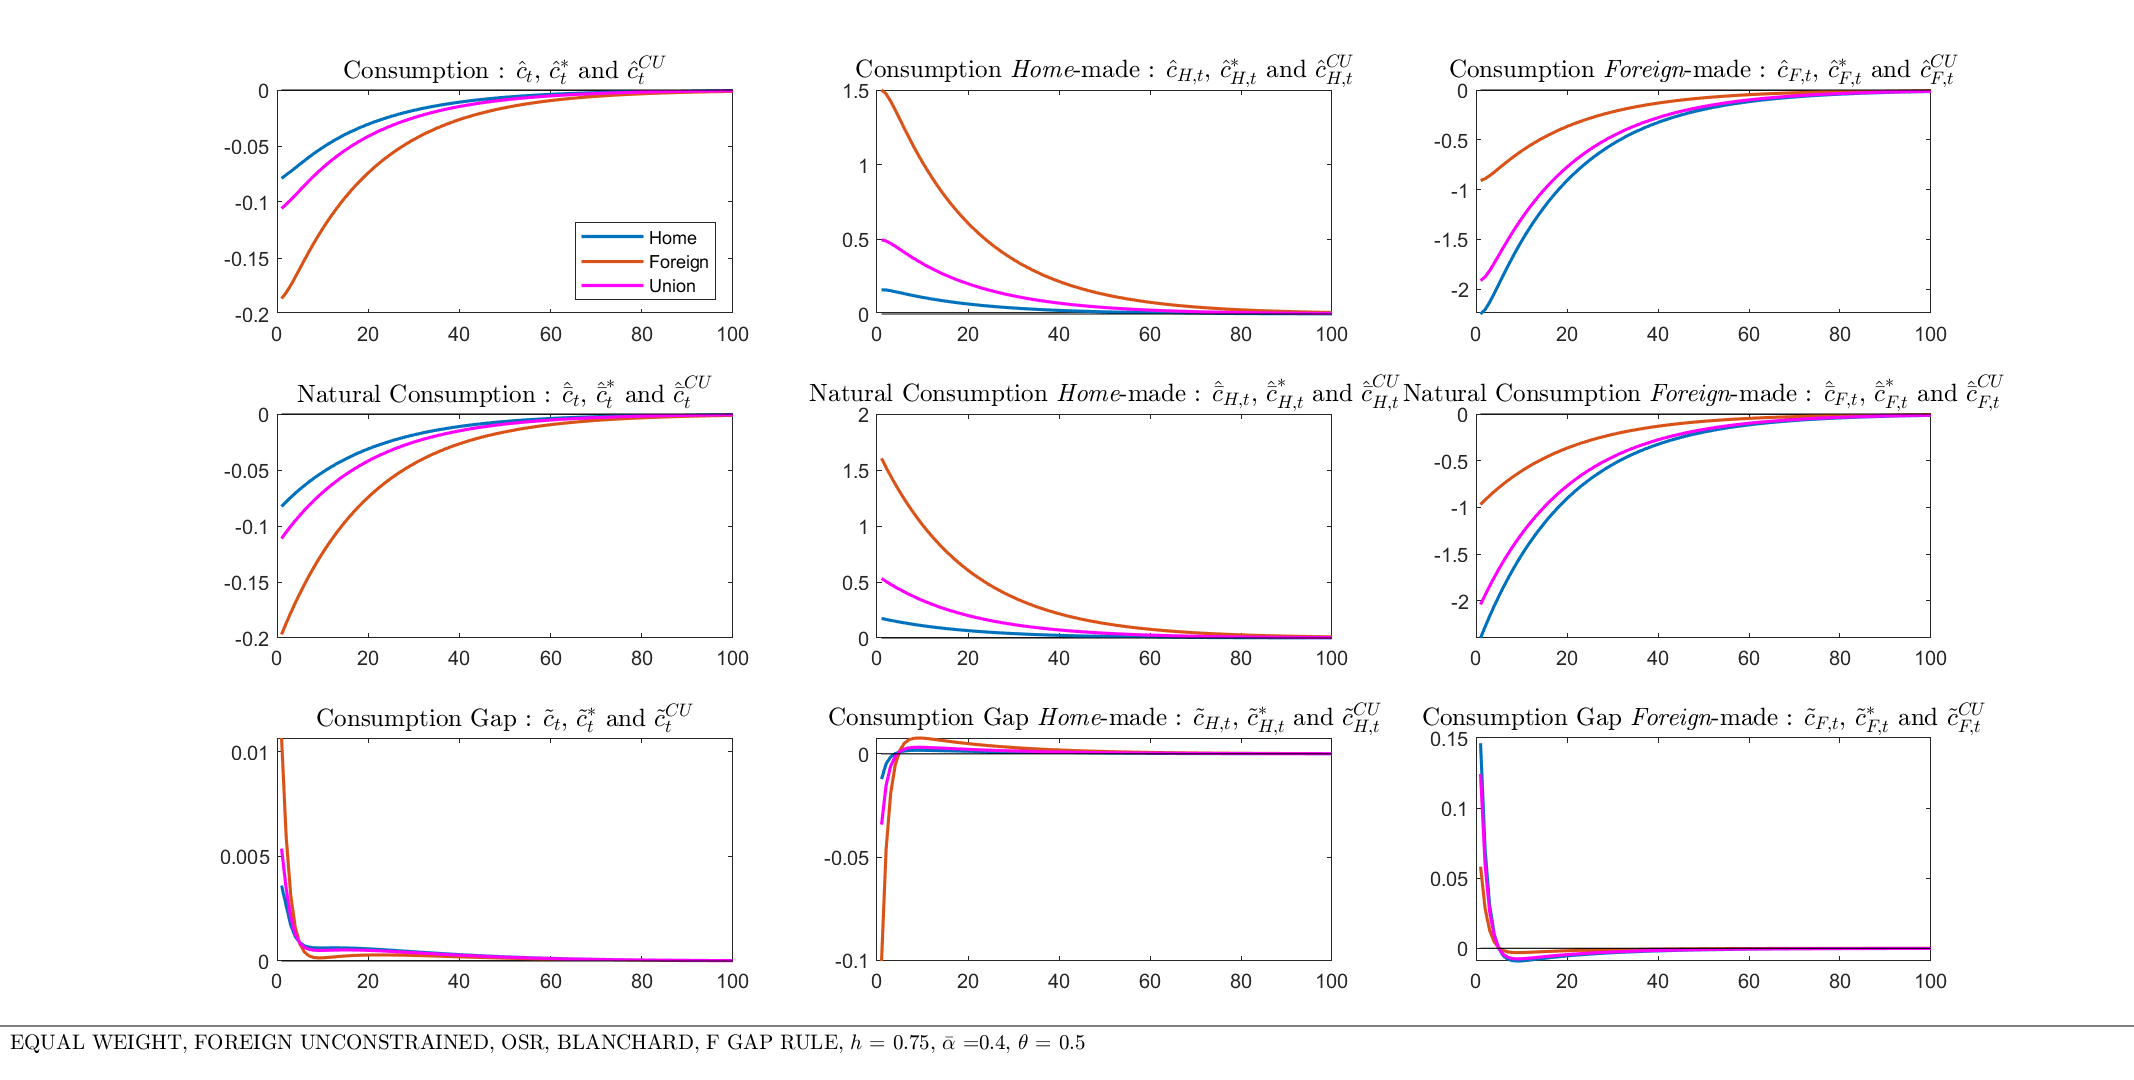 Consumption : ĉ_t, ĉ*_t and ĉ^CU_t
Consumption Home-made : ĉ_H,t, ĉ*_H,t and ĉ^CU_H,t
Consumption Foreign-made : ĉ_F,t, ĉ*_F,t and ĉ^CU_F,t
0
-0.05
-0.1
-0.15
-0.2
Home
Foreign
Union
0 20 40 60 80 100
1.5
1
0.5
0
0 20 40 60 80 100
0
-0.5
-1
-1.5
-2
0 20 40 60 80 100
Natural Consumption : c̄̂_t, c̄̂*_t and c̄̂^CU_t
Natural Consumption Home-made : c̄̂_H,t, c̄̂*_H,t and c̄̂^CU_H,t
Natural Consumption Foreign-made : c̄̂_F,t, c̄̂*_F,t and c̄̂^CU_F,t
0
-0.05
-0.1
-0.15
-0.2
0 20 40 60 80 100
2
1.5
1
0.5
0
0 20 40 60 80 100
0
-0.5
-1
-1.5
-2
0 20 40 60 80 100
Consumption Gap : c̃_t, c̃*_t and c̃^CU_t
Consumption Gap Home-made : c̃_H,t, c̃*_H,t and c̃^CU_H,t
Consumption Gap Foreign-made : c̃_F,t, c̃*_F,t and c̃^CU_F,t
0.01
0.005
0
0 20 40 60 80 100
0
-0.05
-0.1
0 20 40 60 80 100
0.15
0.1
0.05
0
0 20 40 60 80 100
EQUAL WEIGHT, FOREIGN UNCONSTRAINED, OSR, BLANCHARD, F GAP RULE, h = 0.75, ᾱ =0.4, θ = 0.5